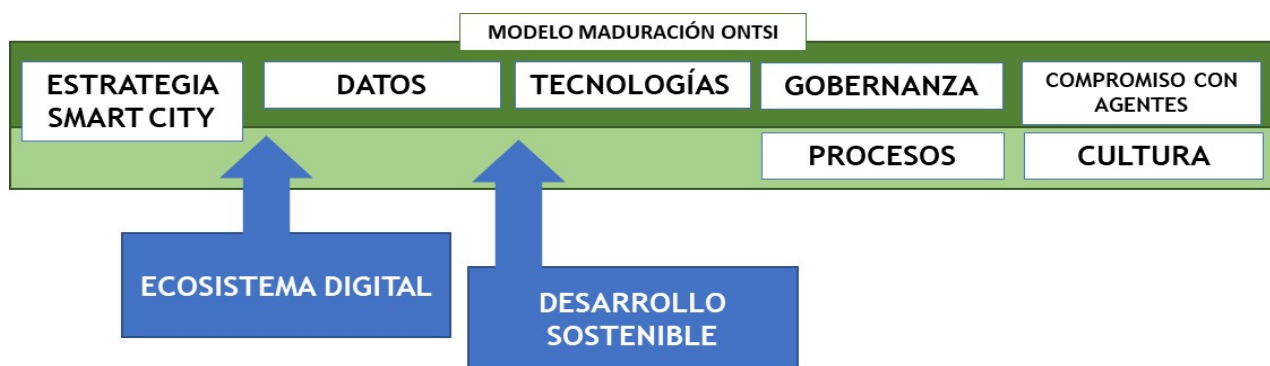 MODELO MADURACIÓN ONTSI
ESTRATEGIA
SMART CITY
DATOS
TECNOLOGÍAS
GOBERNANZA
COMPROMISO CON
AGENTES
PROCESOS
CULTURA
ECOSISTEMA DIGITAL
DESARROLLO
SOSTENIBLE